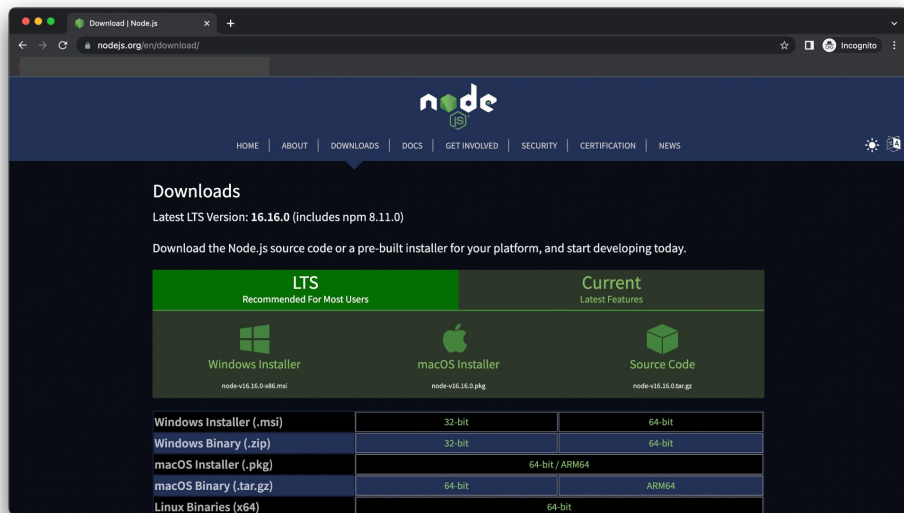 Download | Node.js
nodejs.org/en/download/
Incognito
node
JS
HOME | ABOUT | DOWNLOADS | DOCS | GET INVOLVED | SECURITY | CERTIFICATION | NEWS
Downloads
Latest LTS Version: 16.16.0 (includes npm 8.11.0)
Download the Node.js source code or a pre-built installer for your platform, and start developing today.
LTS Current
Recommended For Most Users Latest Features
Windows Installer macOS Installer Source Code
node-v16.16.0-x86.msi node-v16.16.0.pkg node-v16.16.0.tar.gz
Windows Installer (.msi) 32-bit 64-bit
Windows Binary (.zip) 32-bit 64-bit
macOS Installer (.pkg) 64-bit / ARM64
macOS Binary (.tar.gz) 64-bit ARM64
Linux Binaries (x64) 64-bit